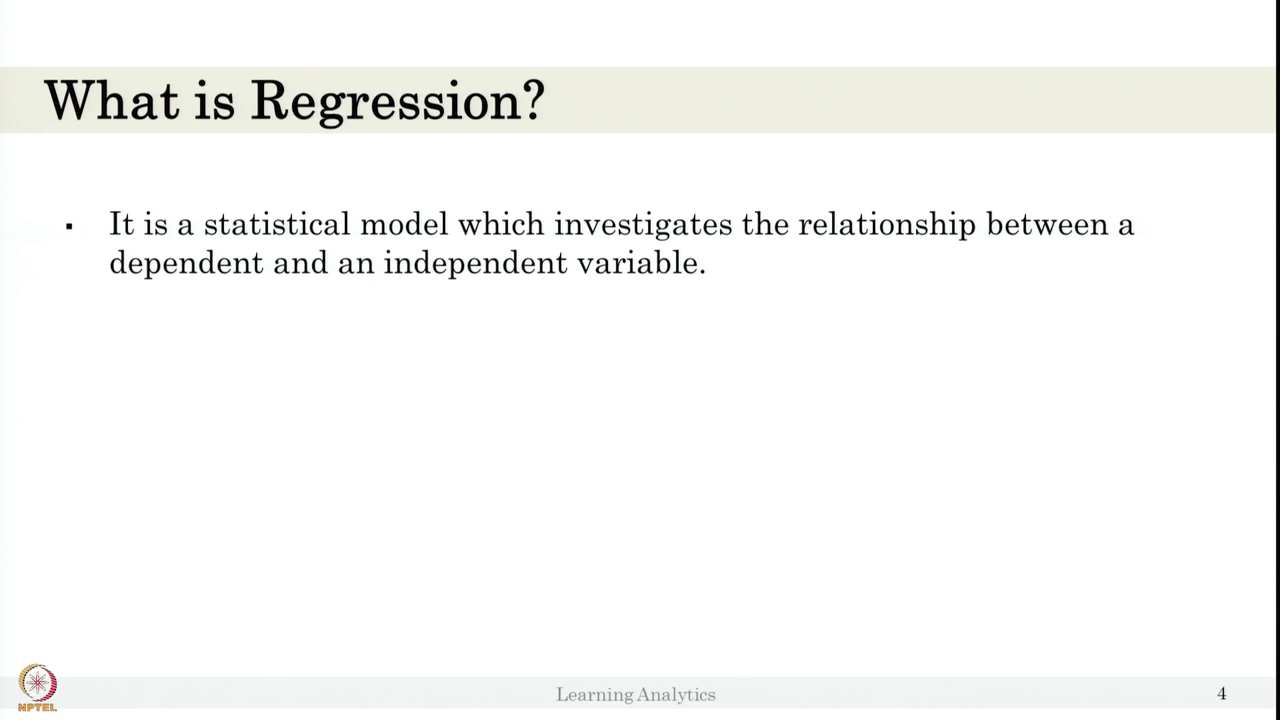 What is Regression?
▪ It is a statistical model which investigates the relationship between a
dependent and an independent variable.
NPTEL
Learning Analytics
4